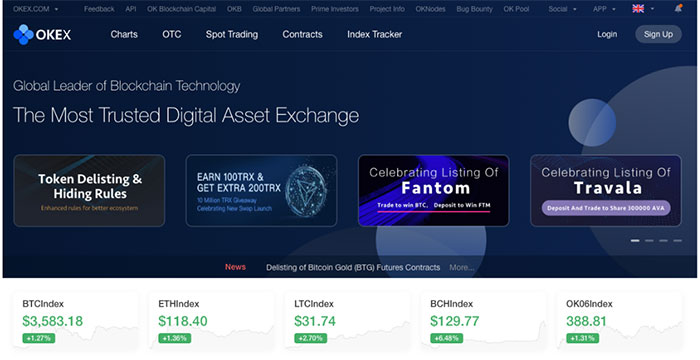 OKEX.COM Feedback API OK Blockchain Capital OKB Global Partners Prime Investors Project Info OKNodes Bug Bounty OK Pool Social APP
OKEX Charts OTC Spot Trading Contracts Index Tracker Login Sign Up
Global Leader of Blockchain Technology
The Most Trusted Digital Asset Exchange
Token Delisting &
Hiding Rules
Enhanced rules for better ecosystem
EARN 100TRX &
GET EXTRA 200TRX
10 Million TRX Giveaway
Celebrating New Swap Launch
Celebrating Listing Of
Fantom
Trade to win BTC, Deposit to Win FTM
Celebrating Listing Of
Travala
Deposit And Trade to Share 300000 AVA
News Delisting of Bitcoin Gold (BTG) Futures Contracts More...
BTCIndex
$3,583.18
+1.27%
ETHIndex
$118.40
+1.36%
LTCIndex
$31.74
+2.70%
BCHIndex
$129.77
+6.48%
OK06Index
388.81
+1.31%